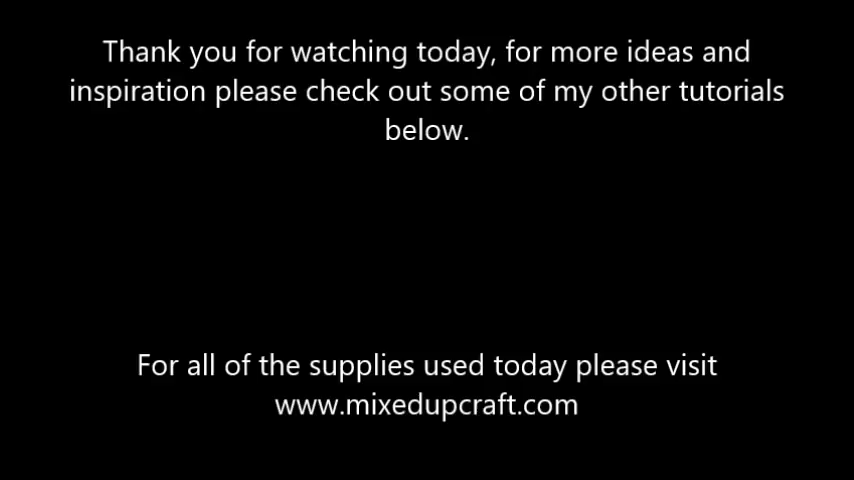 Thank you for watching today, for more ideas and
inspiration please check out some of my other tutorials
below.
For all of the supplies used today please visit
www.mixedupcraft.com